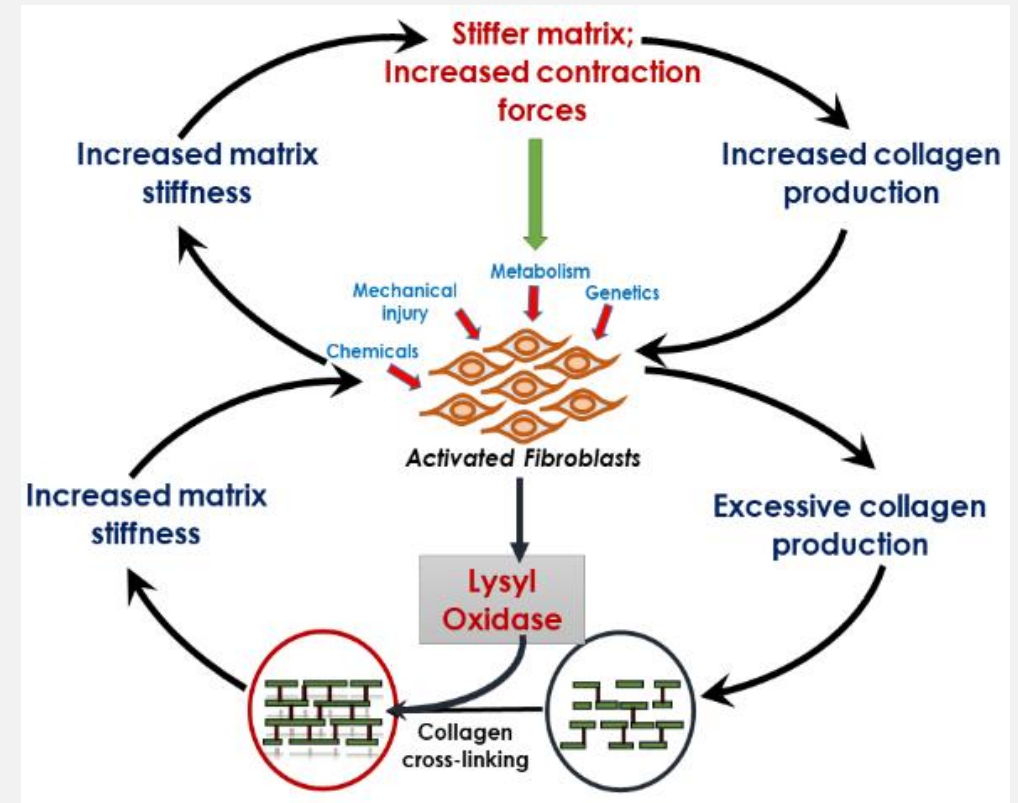 Stiffer matrix;
Increased contraction
forces
Increased matrix
stiffness
Increased collagen
production
Metabolism
Mechanical
injury
Genetics
Chemicals
Activated Fibroblasts
Increased matrix
stiffness
Excessive collagen
production
Lysyl
Oxidase
Collagen
cross-linking